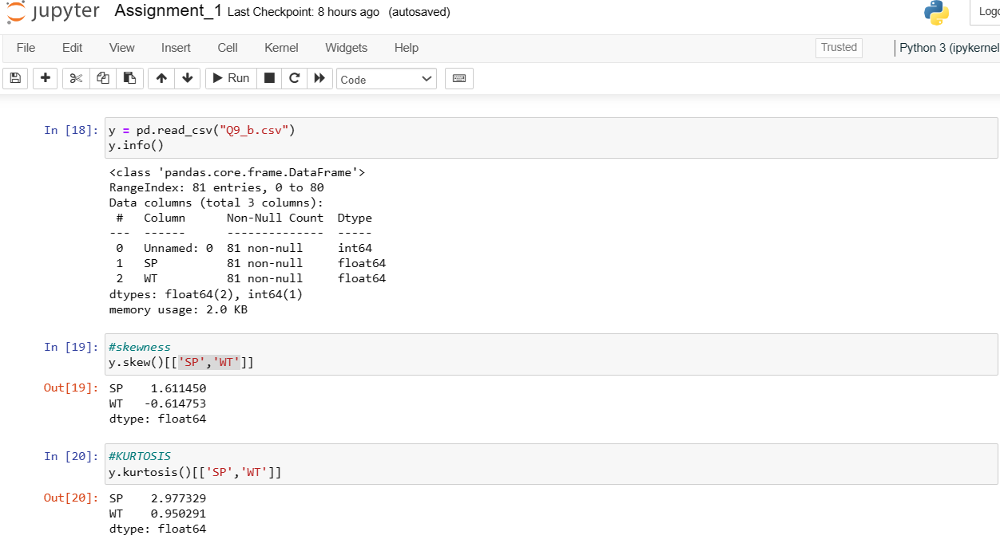 jupyter Assignment_1 Last Checkpoint: 8 hours ago (autosaved)
File Edit View Insert Cell Kernel Widgets Help Trusted Python 3 (ipykernel
Run Code
In [18]: y = pd.read_csv("Q9_b.csv")
y.info()
<class 'pandas.core.frame.DataFrame'>
RangeIndex: 81 entries, 0 to 80
Data columns (total 3 columns):
# Column Non-Null Count Dtype
--- ------ -------------- -----
0 Unnamed: 0 81 non-null int64
1 SP 81 non-null float64
2 WT 81 non-null float64
dtypes: float64(2), int64(1)
memory usage: 2.0 KB
In [19]: #skewness
y.skew()[['SP','WT']]
Out[19]: SP 1.611450
WT -0.614753
dtype: float64
In [20]: #KURTOSIS
y.kurtosis()[['SP','WT']]
Out[20]: SP 2.977329
WT 0.950291
dtype: float64